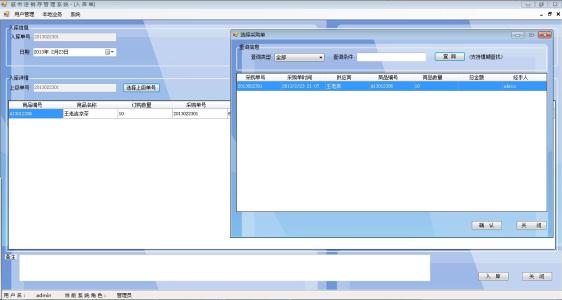 超市进销存管理系统-[入库单]
用户管理 本地业务 系统
入库信息
入库单号 2013022301
日期 2013年 2月23日
入库详情
上级单号 2013022301 选择上级单号
商品编号 商品名称 订购数量 采购单号
王老吉凉茶 10 2013022301
选择采购单
查询信息
查询类型 全部 查询条件 查 询 (支持模糊查找)
采购单号 采购单时间 供应商 商品编号 商品数量 总金额 经手人
2013022301 2013/2/23 21:07 10 admin
确 认 关 闭
备注
入 库 关 闭
用 户 名： admin 目 前 系 统 角 色： 管理员